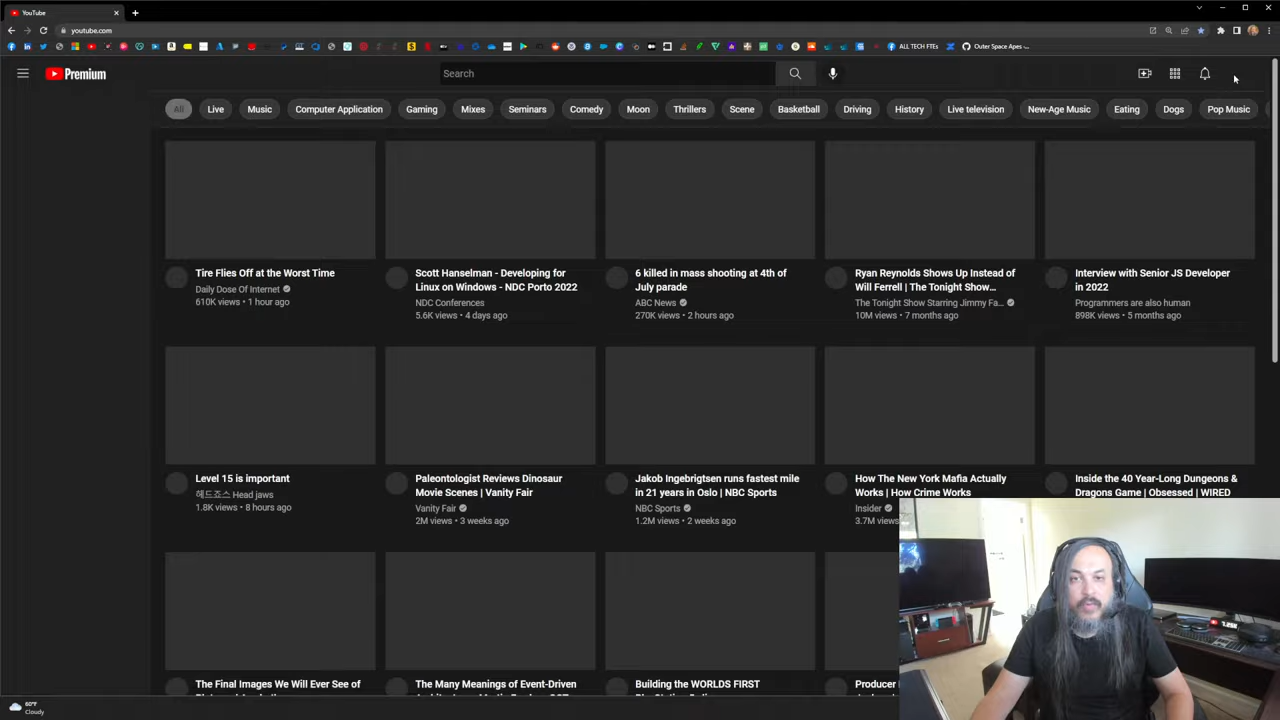 YouTube
youtube.com
ALL TECH FTEs
Outer Space Apes —
Premium
Search
All
Live
Music
Computer Application
Gaming
Mixes
Seminars
Comedy
Moon
Thrillers
Scene
Basketball
Driving
History
Live television
New-Age Music
Eating
Dogs
Pop Music
Tire Flies Off at the Worst Time
Daily Dose Of Internet
610K views • 1 hour ago
Scott Hanselman - Developing for
Linux on Windows - NDC Porto 2022
NDC Conferences
5.6K views • 4 days ago
6 killed in mass shooting at 4th of
July parade
ABC News
270K views • 2 hours ago
Ryan Reynolds Shows Up Instead of
Will Ferrell | The Tonight Show...
The Tonight Show Starring Jimmy Fa...
10M views • 7 months ago
Interview with Senior JS Developer
in 2022
Programmers are also human
898K views • 5 months ago
Level 15 is important
헤드죠스 Head jaws
1.8K views • 8 hours ago
Paleontologist Reviews Dinosaur
Movie Scenes | Vanity Fair
Vanity Fair
2M views • 3 weeks ago
Jakob Ingebrigtsen runs fastest mile
in 21 years in Oslo | NBC Sports
NBC Sports
1.2M views • 2 weeks ago
How The New York Mafia Actually
Works | How Crime Works
Insider
3.7M views
Inside the 40 Year-Long Dungeons &
Dragons Game | Obsessed | WIRED
The Final Images We Will Ever See of
The Many Meanings of Event-Driven
Building the WORLDS FIRST
Producer
60°F
Cloudy